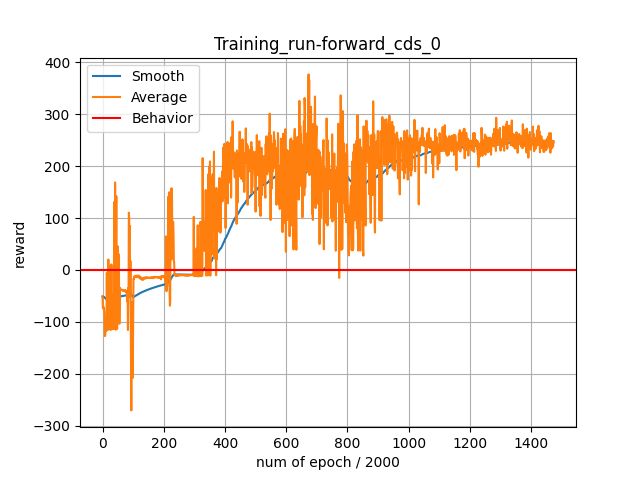 Training_run-forward_cds_0
400
300
200
100
0
−100
−200
−300
reward
Smooth
Average
Behavior
0 200 400 600 800 1000 1200 1400
num of epoch / 2000